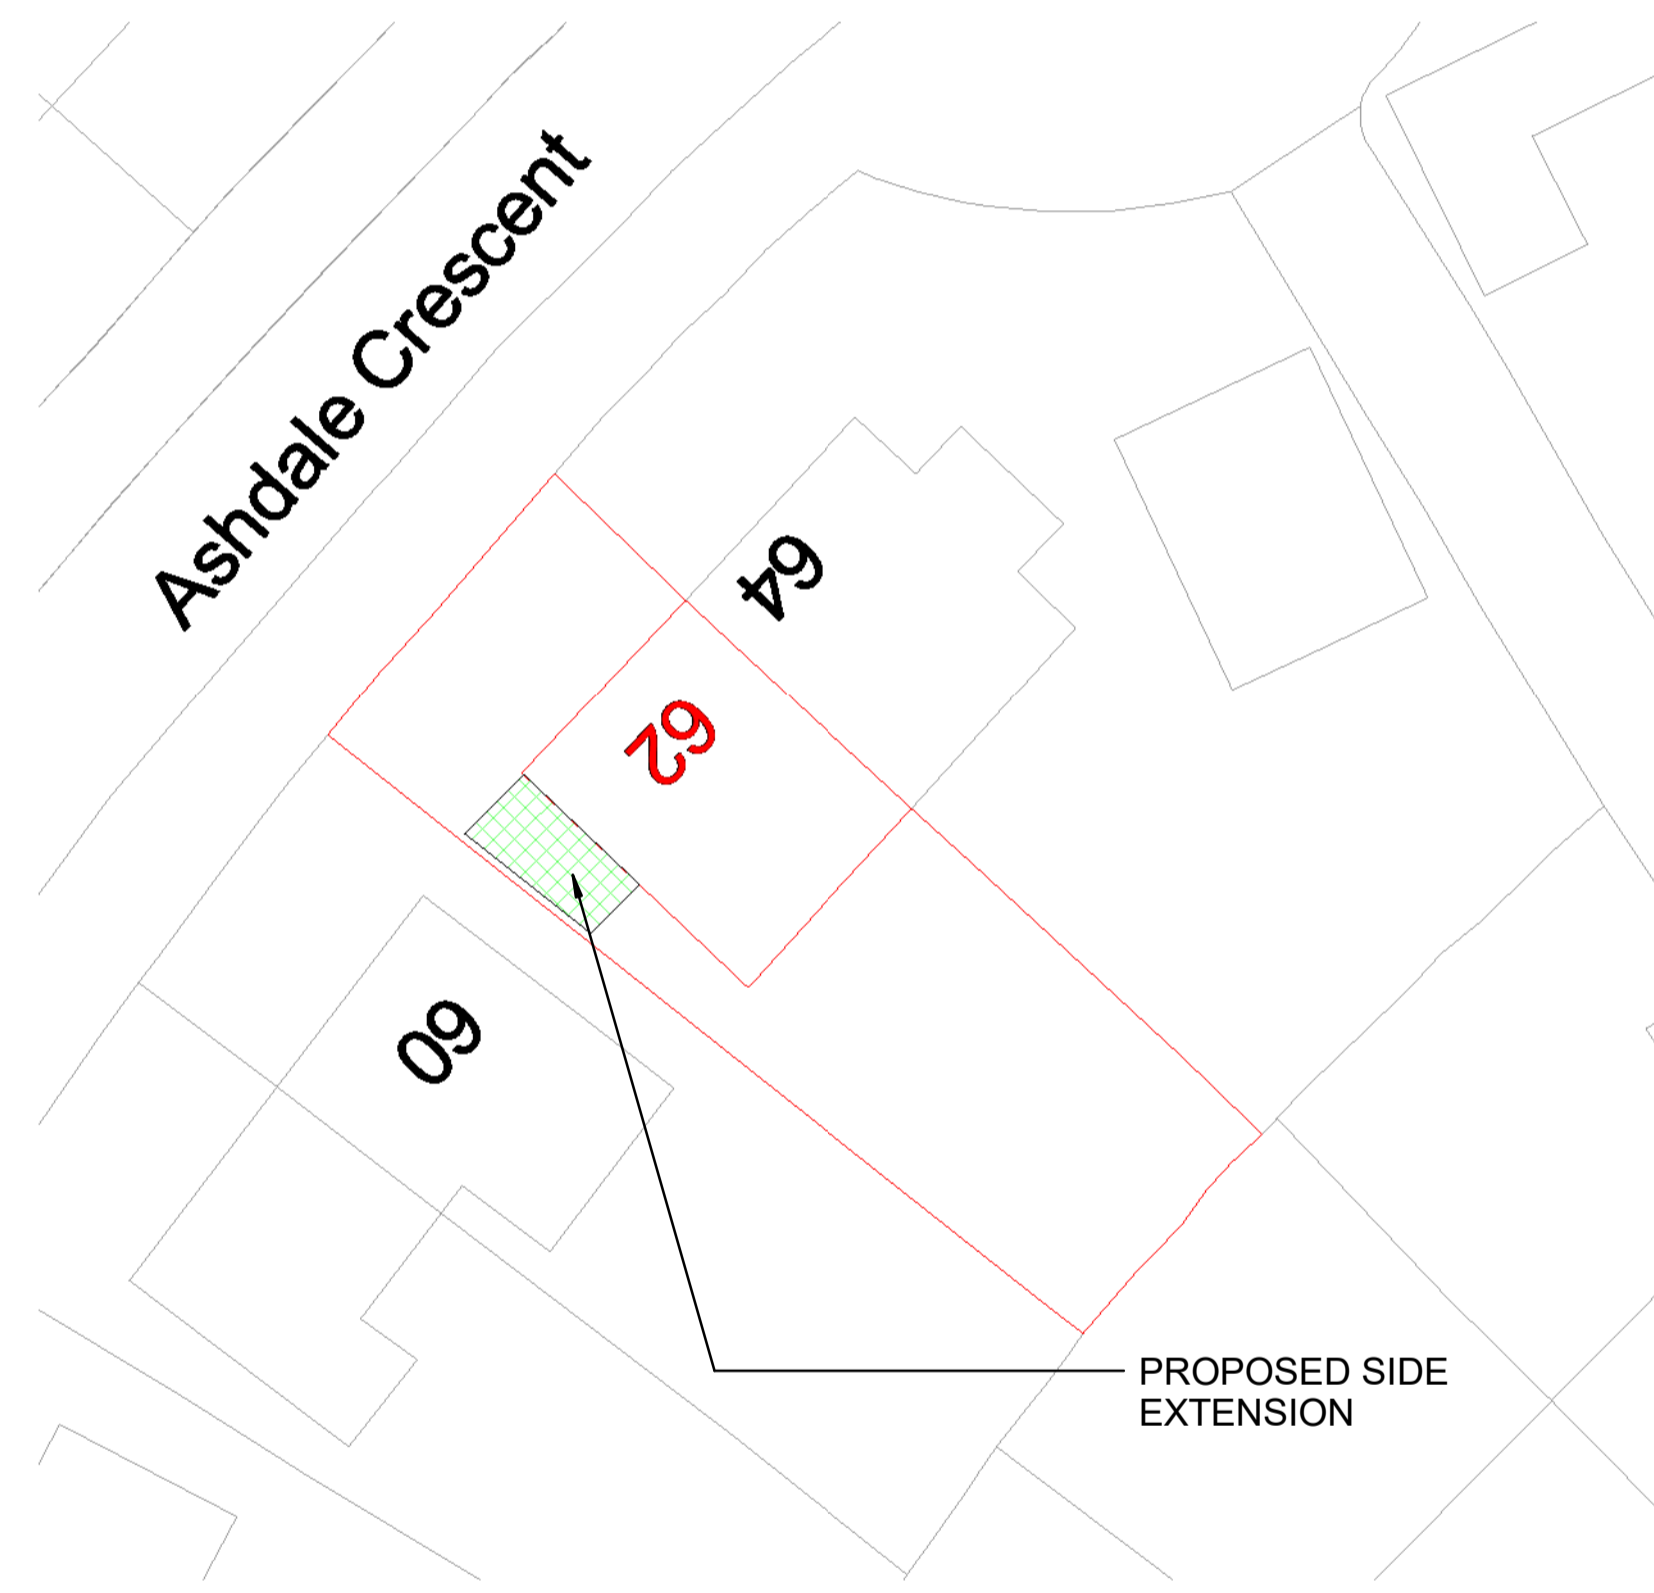 Ashdale Crescent
64
62
60
PROPOSED SIDE
EXTENSION